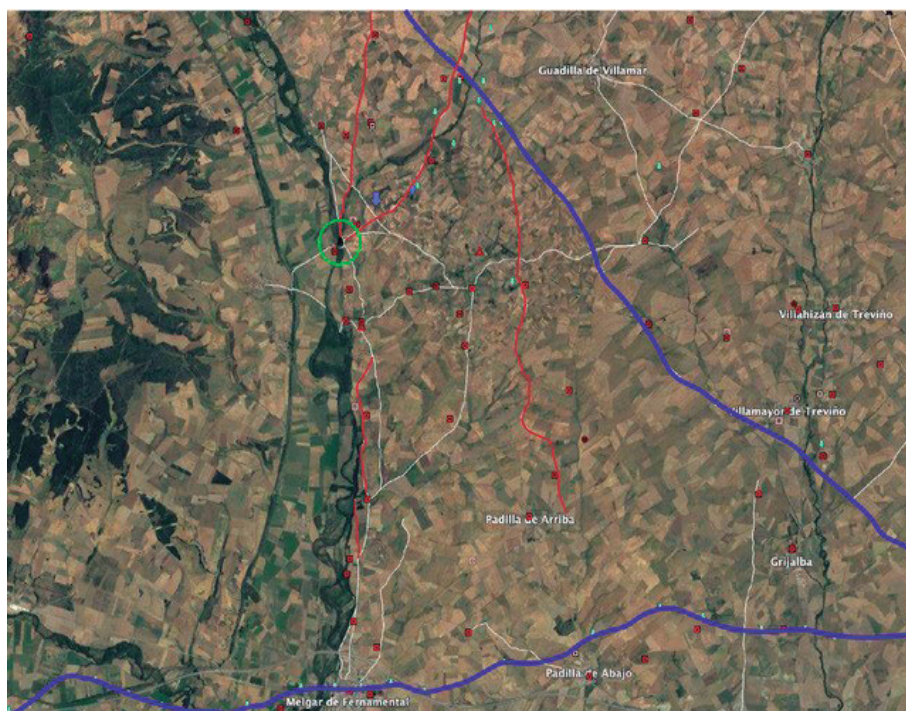 Guadilla de Villamar
Villahizán de Treviño
Villamayor de Treviño
Padilla de Arriba
Grijalba
Padilla de Abajo
Melgar de Fernamental